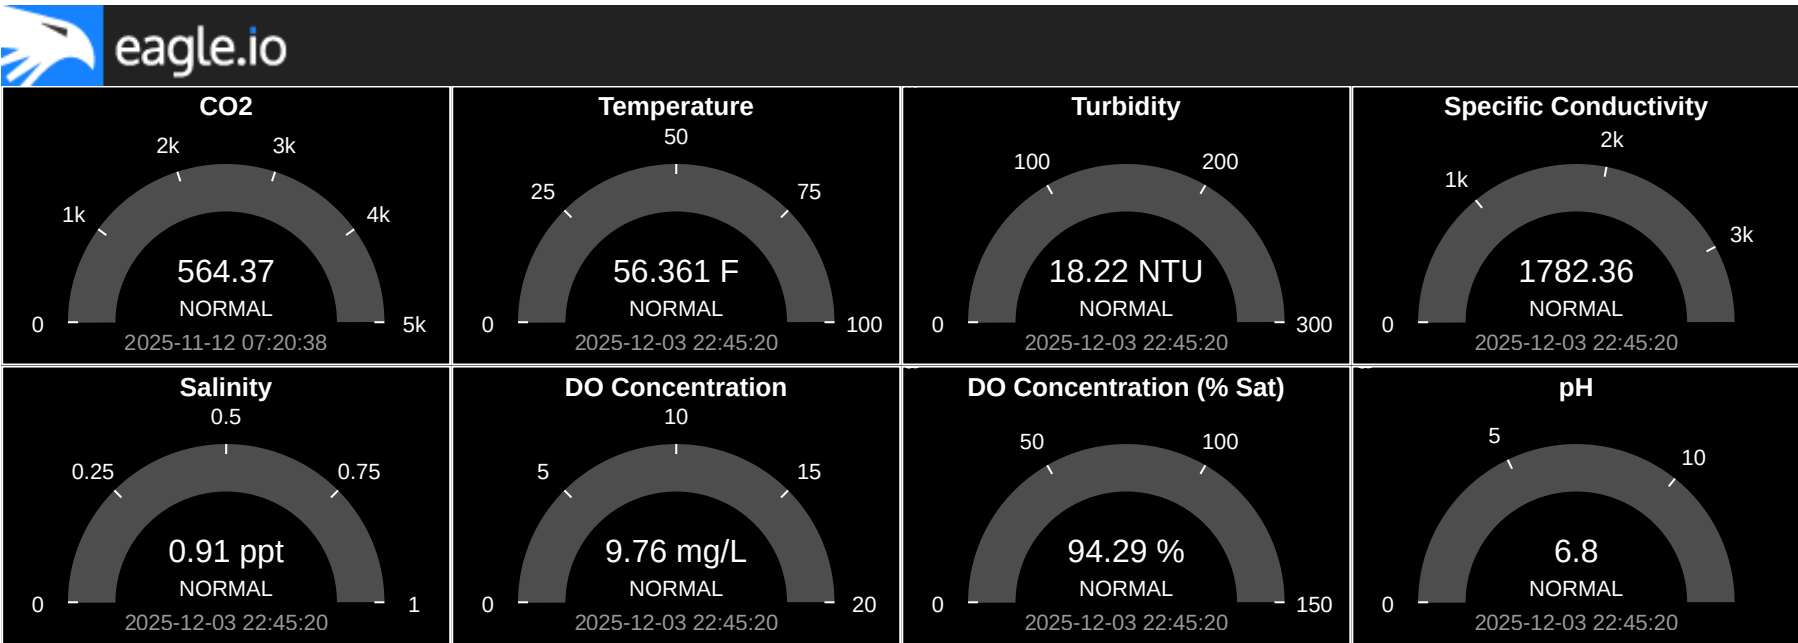 eagle.io
CO2
2k 3k
1k 4k
564.37
NORMAL
0 5k
2025-11-12 07:20:38
Temperature
50
25 75
56.361 F
NORMAL
0 100
2025-12-03 22:45:20
Turbidity
100 200
18.22 NTU
NORMAL
0 300
2025-12-03 22:45:20
Specific Conductivity
2k
1k
3k
1782.36
NORMAL
0
2025-12-03 22:45:20
Salinity
0.5
0.25 0.75
0.91 ppt
NORMAL
0 1
2025-12-03 22:45:20
DO Concentration
10
5 15
9.76 mg/L
NORMAL
0 20
2025-12-03 22:45:20
DO Concentration (% Sat)
50 100
94.29 %
NORMAL
0 150
2025-12-03 22:45:20
pH
5
10
6.8
NORMAL
0
2025-12-03 22:45:20